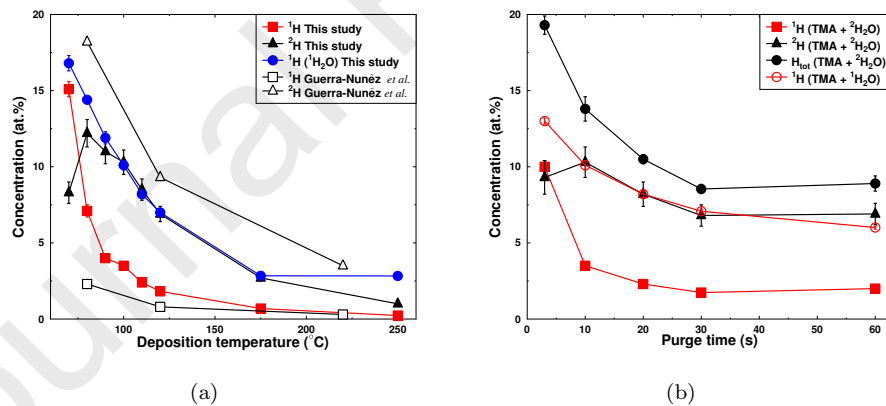 20
15
10
5
0
100
150
200
250
Concentration (at.%)
Deposition temperature (°C)
¹H This study
²H This study
¹H (¹H₂O) This study
¹H Guerra-Nunẽz et al.
²H Guerra-Nunẽz et al.
(a)
20
15
10
5
0
0
10
20
30
40
50
60
Concentration (at.%)
Purge time (s)
¹H (TMA + ²H₂O)
²H (TMA + ²H₂O)
Hₜₒₜ (TMA + ²H₂O)
¹H (TMA + ¹H₂O)
(b)